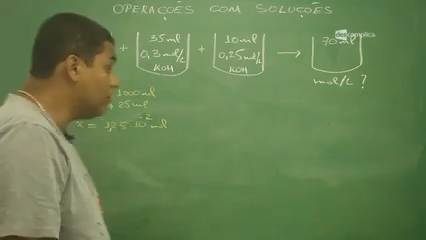 OPERAÇÕES COM SOLUÇÕES
+ 35 ml + 10 ml → 70 ml
0,3 mol/L 0,25 mol/L
KOH KOH
mol/L ?
1000 ml
25 ml